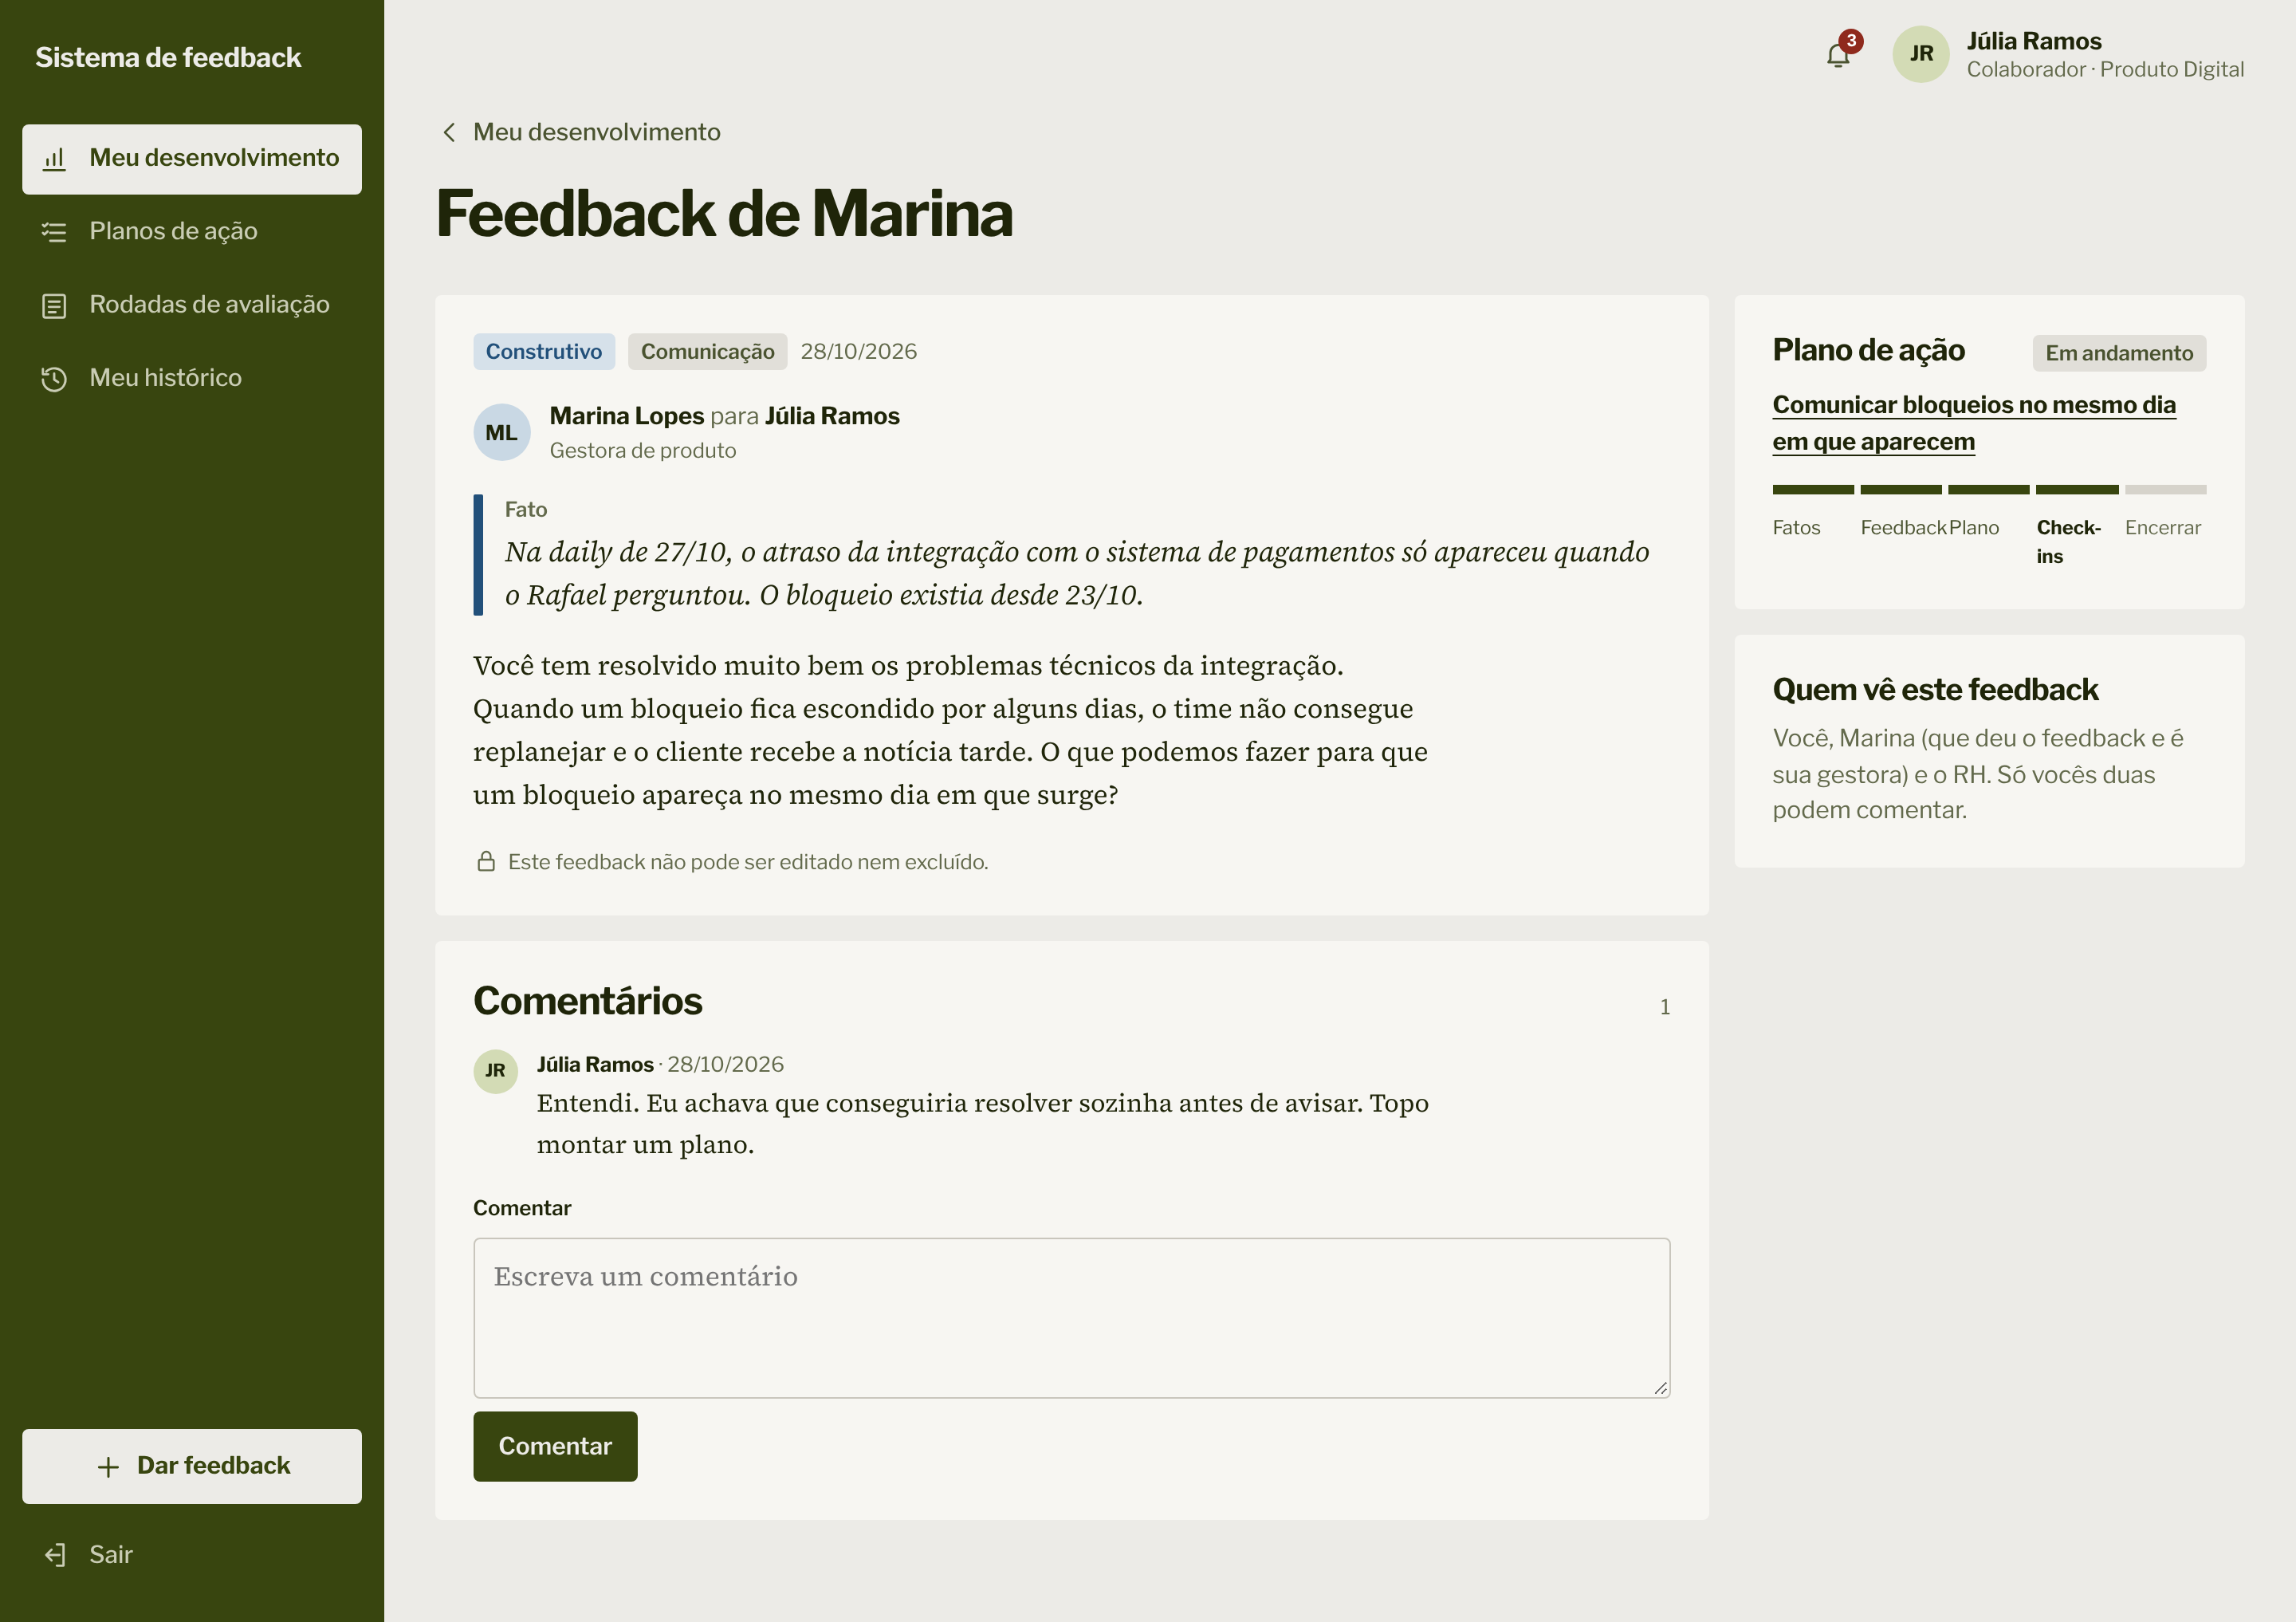 Sistema de feedback
Meu desenvolvimento
Planos de ação
Rodadas de avaliação
Meu histórico
Dar feedback
Sair
3
JR
Júlia Ramos
Colaborador · Produto Digital
Meu desenvolvimento
Feedback de Marina
Construtivo
Comunicação
28/10/2026
ML
Marina Lopes para Júlia Ramos
Gestora de produto
Fato
Na daily de 27/10, o atraso da integração com o sistema de pagamentos só apareceu quando
o Rafael perguntou. O bloqueio existia desde 23/10.
Você tem resolvido muito bem os problemas técnicos da integração.
Quando um bloqueio fica escondido por alguns dias, o time não consegue
replanejar e o cliente recebe a notícia tarde. O que podemos fazer para que
um bloqueio apareça no mesmo dia em que surge?
Este feedback não pode ser editado nem excluído.
Comentários
1
JR
Júlia Ramos · 28/10/2026
Entendi. Eu achava que conseguiria resolver sozinha antes de avisar. Topo
montar um plano.
Comentar
Escreva um comentário
Comentar
Plano de ação
Em andamento
Comunicar bloqueios no mesmo dia
em que aparecem
Fatos
Feedback
Plano
Check-
ins
Encerrar
Quem vê este feedback
Você, Marina (que deu o feedback e é
sua gestora) e o RH. Só vocês duas
podem comentar.